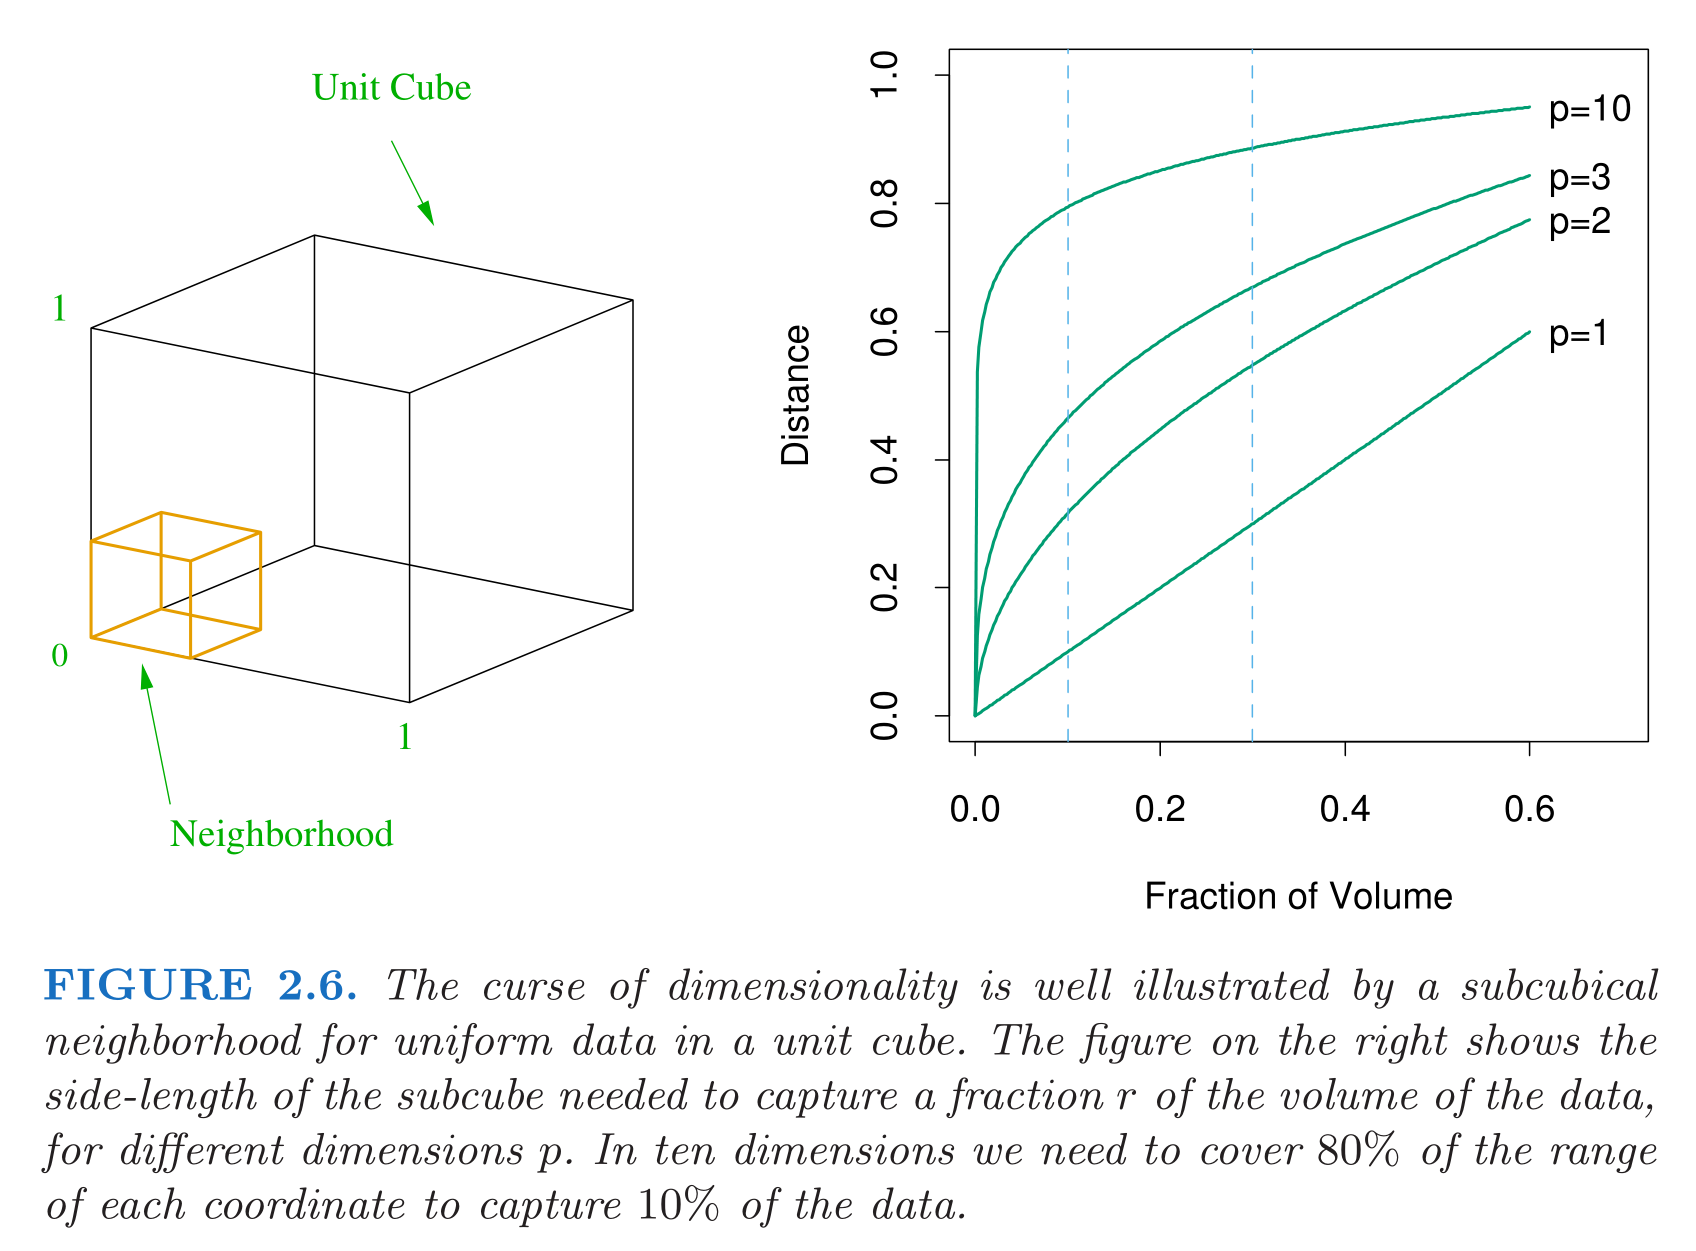 Unit Cube
1
0
1
Neighborhood
Distance
0.0
0.2
0.4
0.6
0.8
1.0
p=10
p=3
p=2
p=1
0.0 0.2 0.4 0.6
Fraction of Volume
FIGURE 2.6. The curse of dimensionality is well illustrated by a subcubical
neighborhood for uniform data in a unit cube. The figure on the right shows the
side-length of the subcube needed to capture a fraction r of the volume of the data,
for different dimensions p. In ten dimensions we need to cover 80% of the range
of each coordinate to capture 10% of the data.